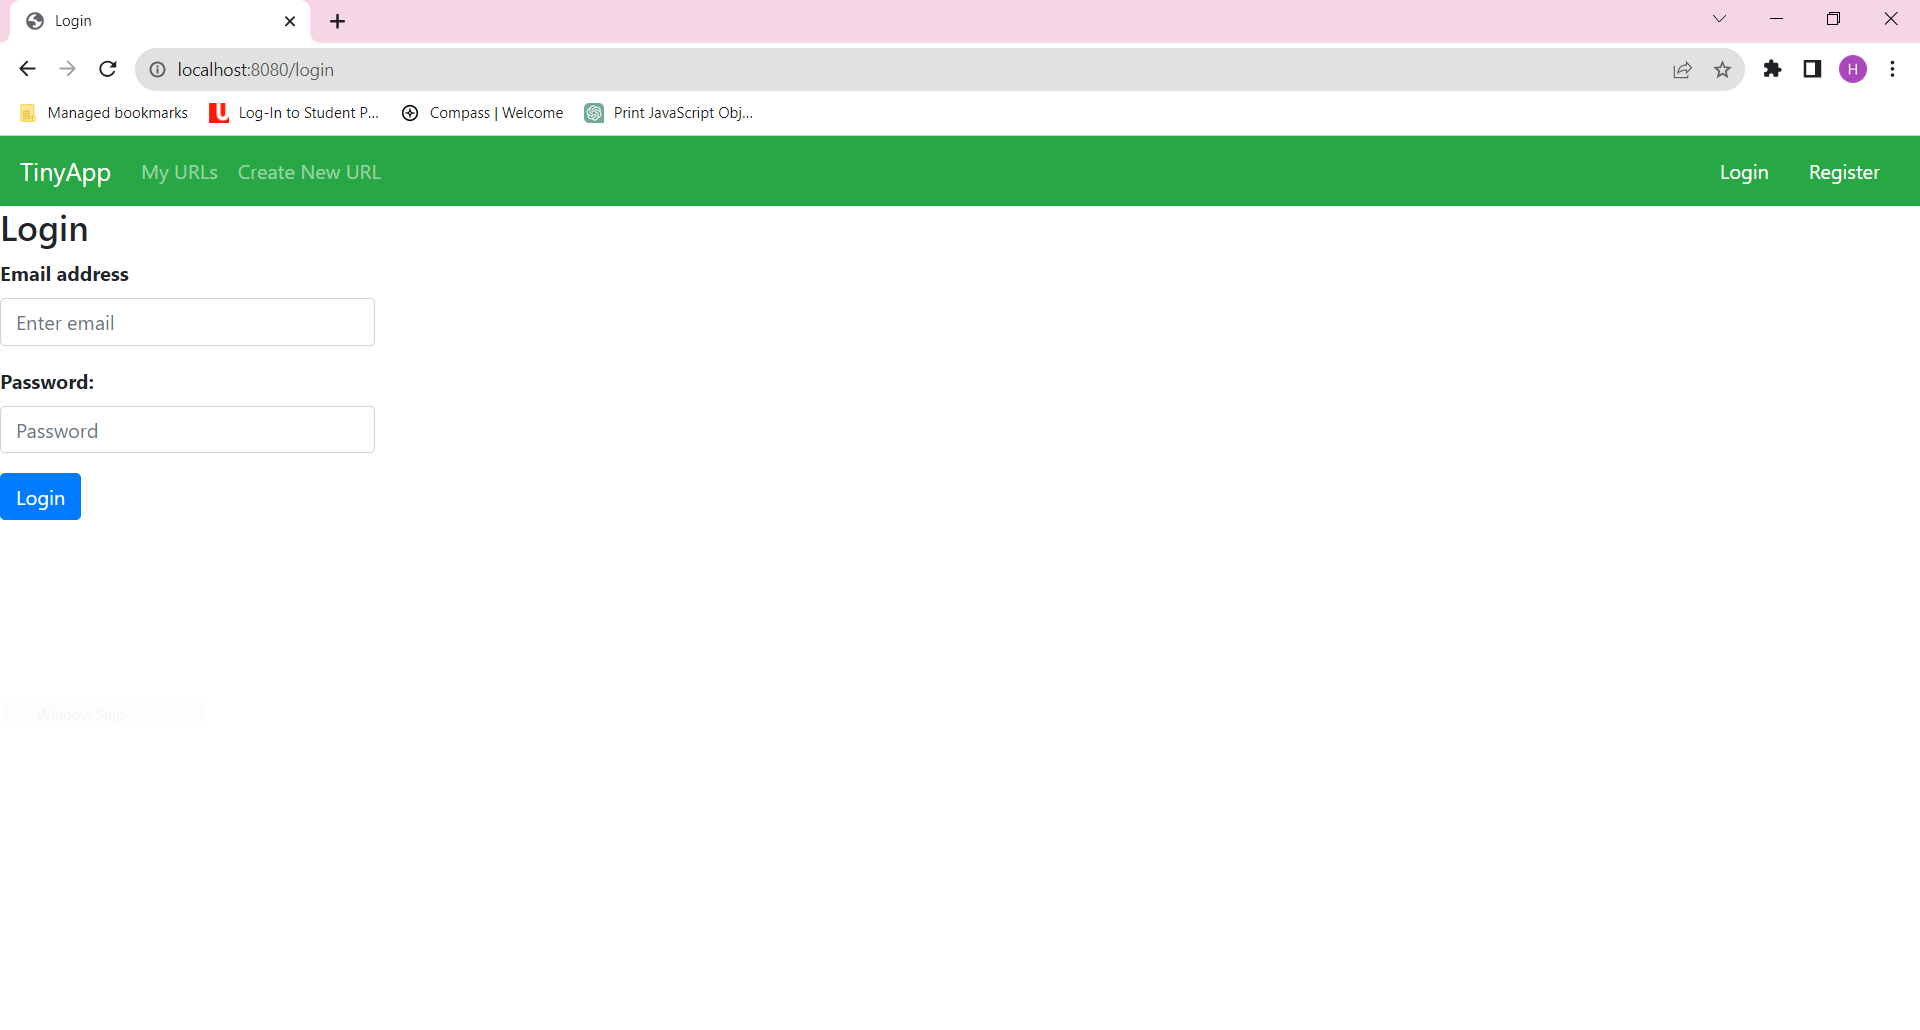 Login
localhost:8080/login
H
Managed bookmarks
Log-In to Student P...
Compass | Welcome
Print JavaScript Obj...
TinyApp My URLs Create New URL Login Register
Login
Email address
Enter email
Password:
Password
Login
Window Snip